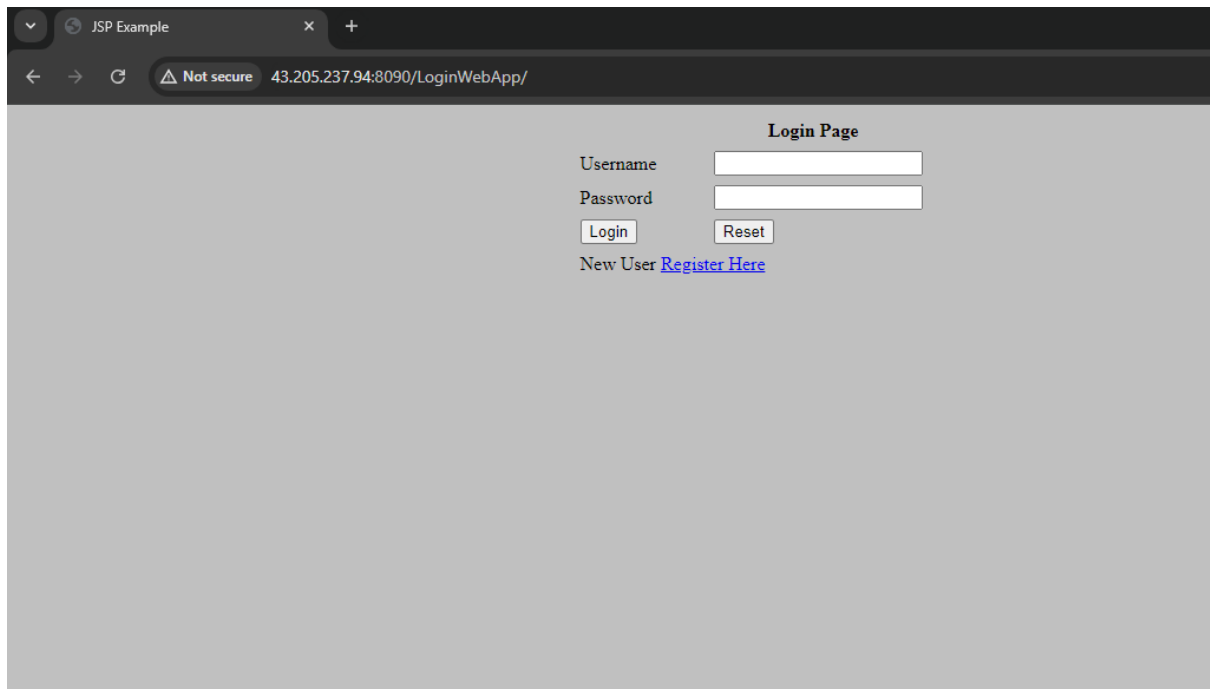 JSP Example
Not secure 43.205.237.94:8090/LoginWebApp/
Login Page
Username
Password
Login Reset
New User Register Here